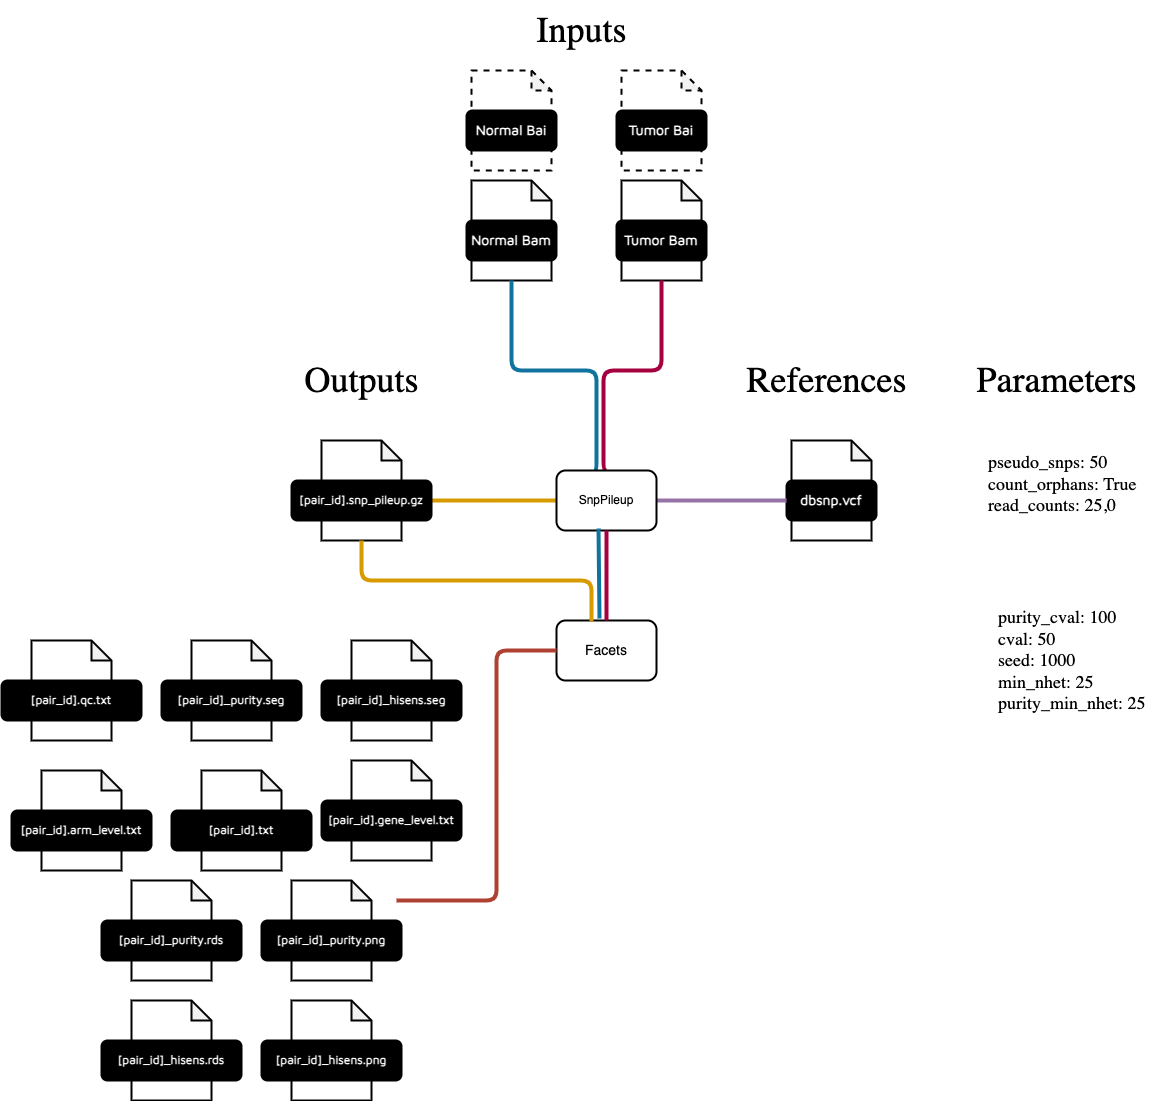 Inputs
Normal Bai
Tumor Bai
Normal Bam
Tumor Bam
Outputs
References
Parameters
[pair_id].snp_pileup.gz
SnpPileup
dbsnp.vcf
pseudo_snps: 50
count_orphans: True
read_counts: 25,0
Facets
purity_cval: 100
cval: 50
seed: 1000
min_nhet: 25
purity_min_nhet: 25
[pair_id].qc.txt
[pair_id]_purity.seg
[pair_id]_hisens.seg
[pair_id].arm_level.txt
[pair_id].txt
[pair_id].gene_level.txt
[pair_id]_purity.rds
[pair_id]_purity.png
[pair_id]_hisens.rds
[pair_id]_hisens.png